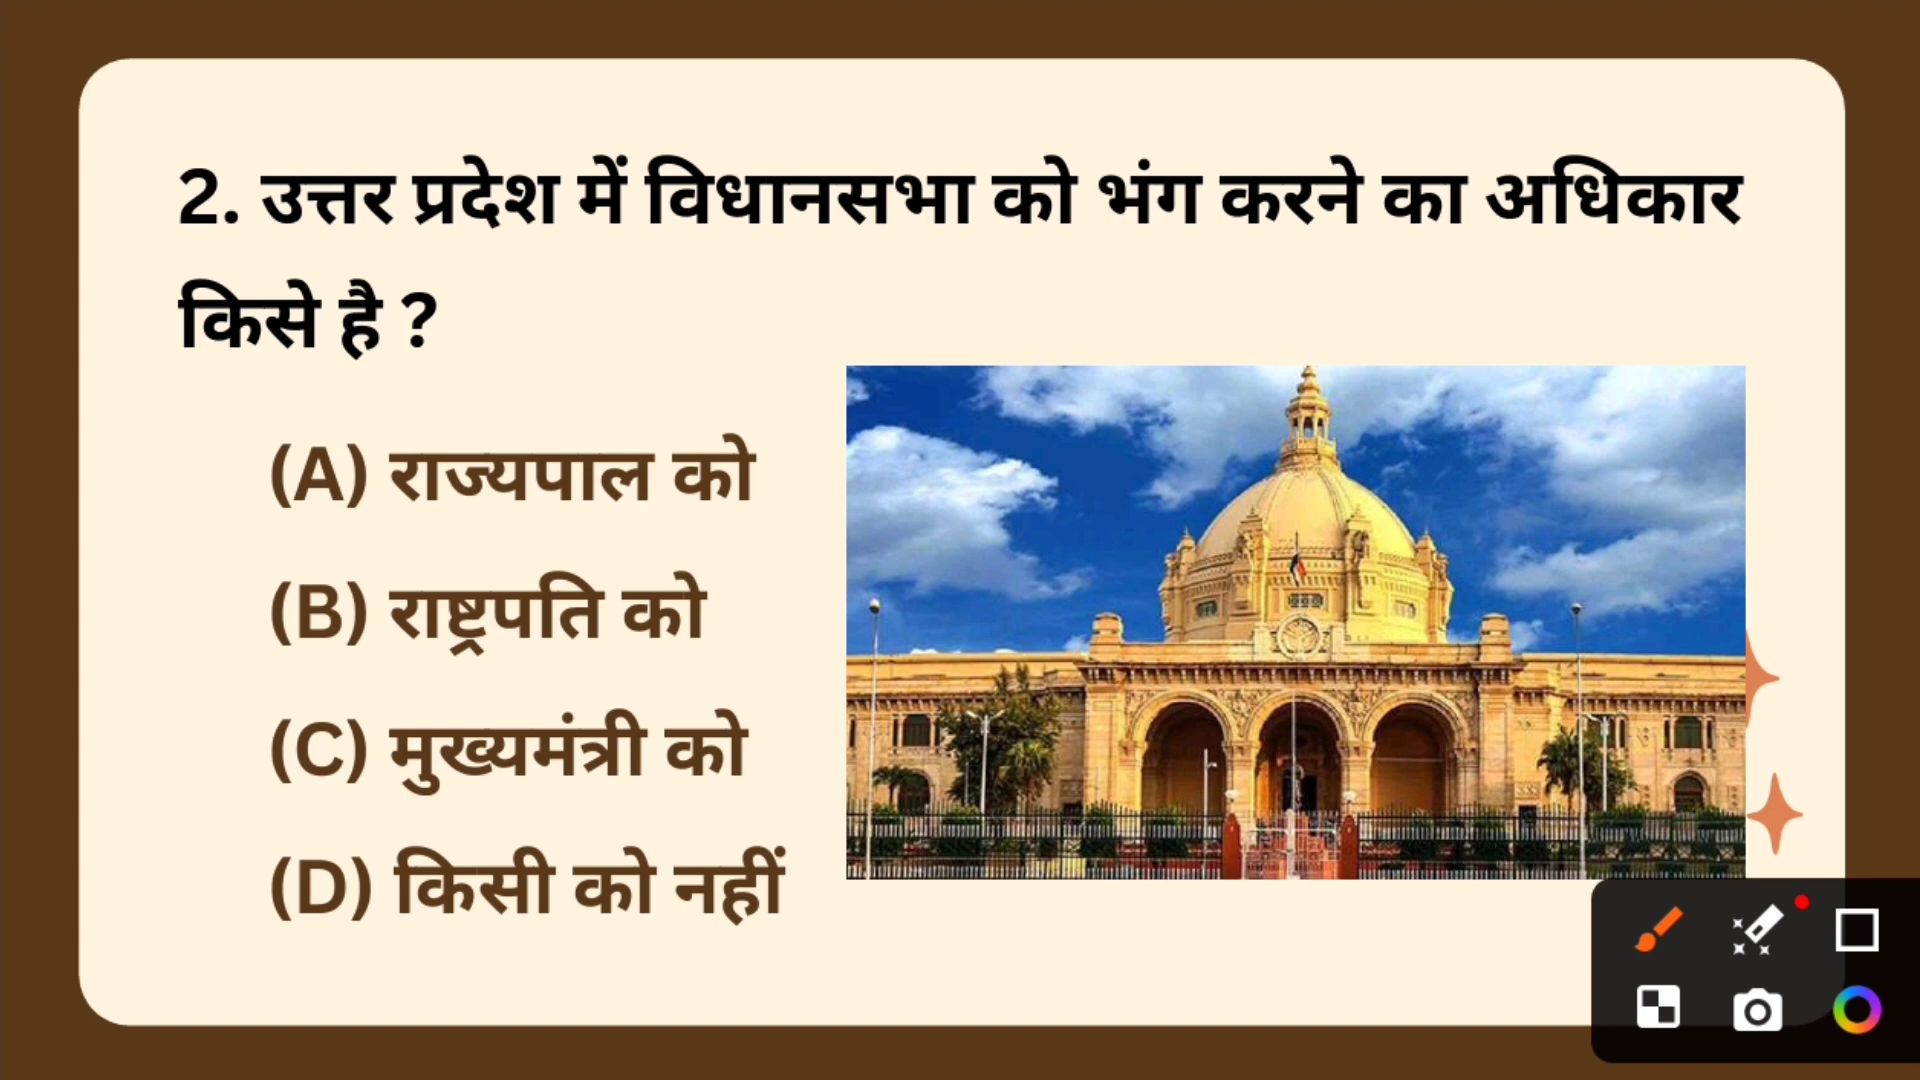 2. उत्तर प्रदेश में विधानसभा को भंग करने का अधिकार
किसे है ?
(A) राज्यपाल को
(B) राष्ट्रपति को
(C) मुख्यमंत्री को
(D) किसी को नहीं